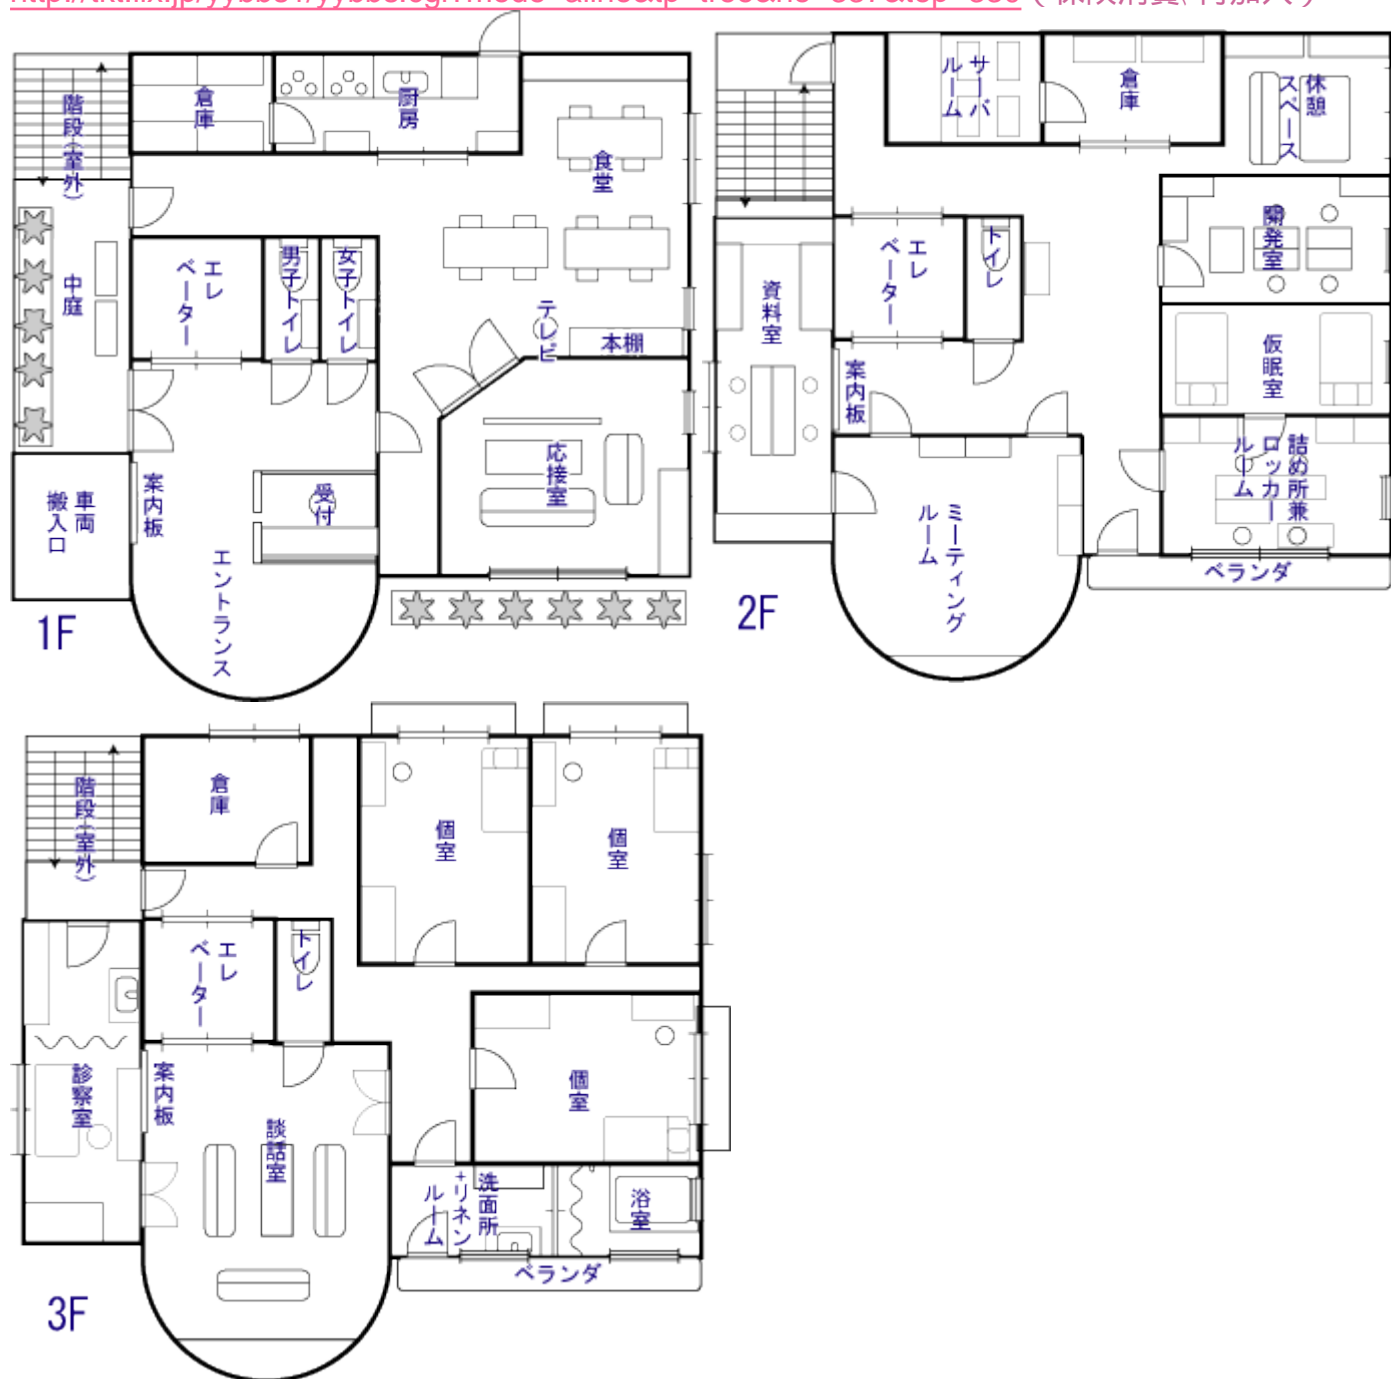 階段(室外)
倉庫
厨房
食堂
中庭
エレベーター
男子トイレ
女子トイレ
テレビ
本棚
応接室
受付
案内板
車両搬入口
エントランス
1F
サーバルーム
倉庫
休憩スペース
開発室
エレベーター
トイレ
資料室
案内板
仮眠室
詰め所兼ロッカールーム
ミーティングルーム
ベランダ
2F
階段(室外)
倉庫
個室
個室
エレベーター
トイレ
診察室
案内板
談話室
個室
洗面所+リネンルーム
浴室
ベランダ
3F